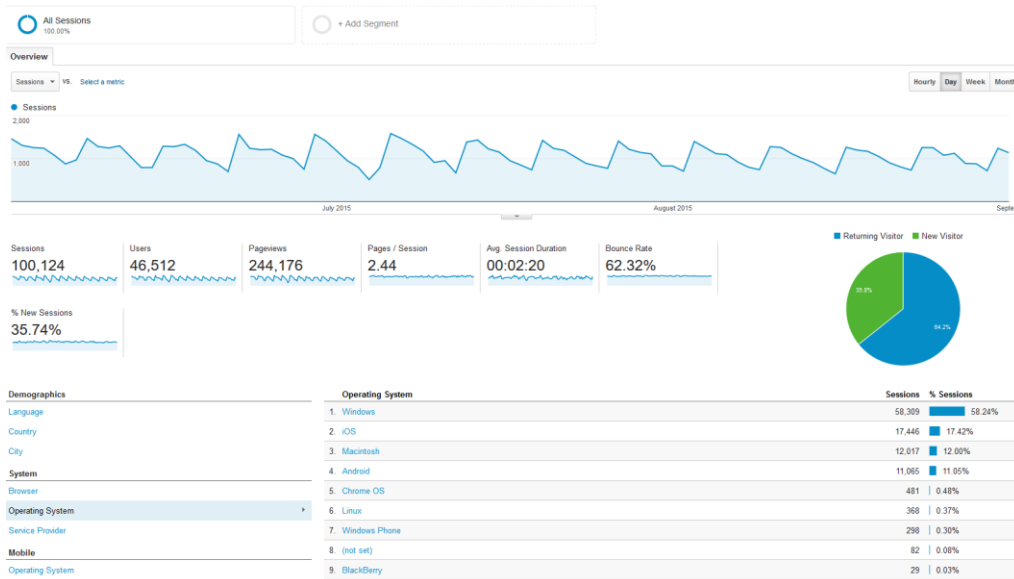 All Sessions
100.00%
+ Add Segment
Overview
Sessions
VS.
Select a metric
Hourly
Day
Week
Month
Sessions
2,000
1,000
July 2015
August 2015
Septe
Sessions
100,124
Users
46,512
Pageviews
244,176
Pages / Session
2.44
Avg. Session Duration
00:02:20
Bounce Rate
62.32%
% New Sessions
35.74%
Returning Visitor
New Visitor
35.8%
64.2%
Demographics
Language
Country
City
System
Browser
Operating System
Service Provider
Mobile
Operating System
Operating System Sessions % Sessions
1. Windows 58,309 58.24%
2. iOS 17,446 17.42%
3. Macintosh 12,017 12.00%
4. Android 11,065 11.05%
5. Chrome OS 481 0.48%
6. Linux 368 0.37%
7. Windows Phone 298 0.30%
8. (not set) 82 0.08%
9. BlackBerry 29 0.03%